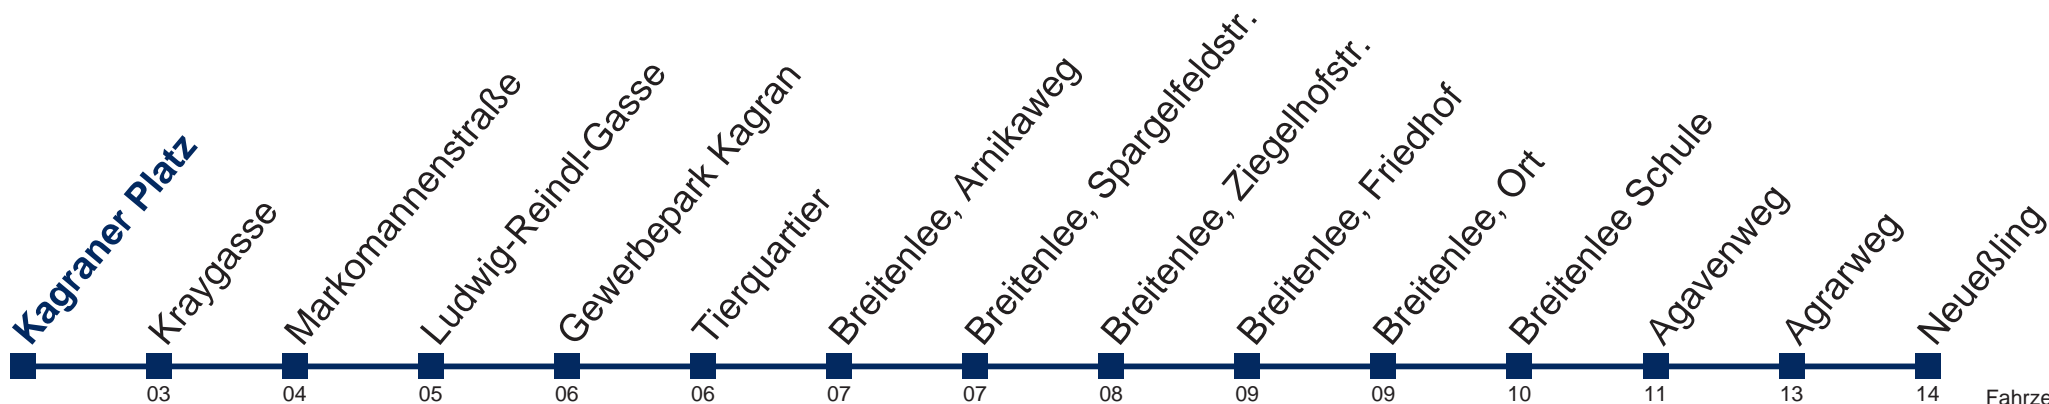 Kagraner Platz
Kraygasse
Markomannenstraße
Ludwig-Reindl-Gasse
Gewerbepark Kagran
Tierquartier
Breitenlee, Arnikaweg
Breitenlee, Spargelfeldstr.
Breitenlee, Ziegelhofstr.
Breitenlee, Friedhof
Breitenlee, Ort
Breitenlee Schule
Agavenweg
Agrarweg
Neueßling
03 04 05 06 06 07 07 08 09 09 10 11 13 14 Fahrze